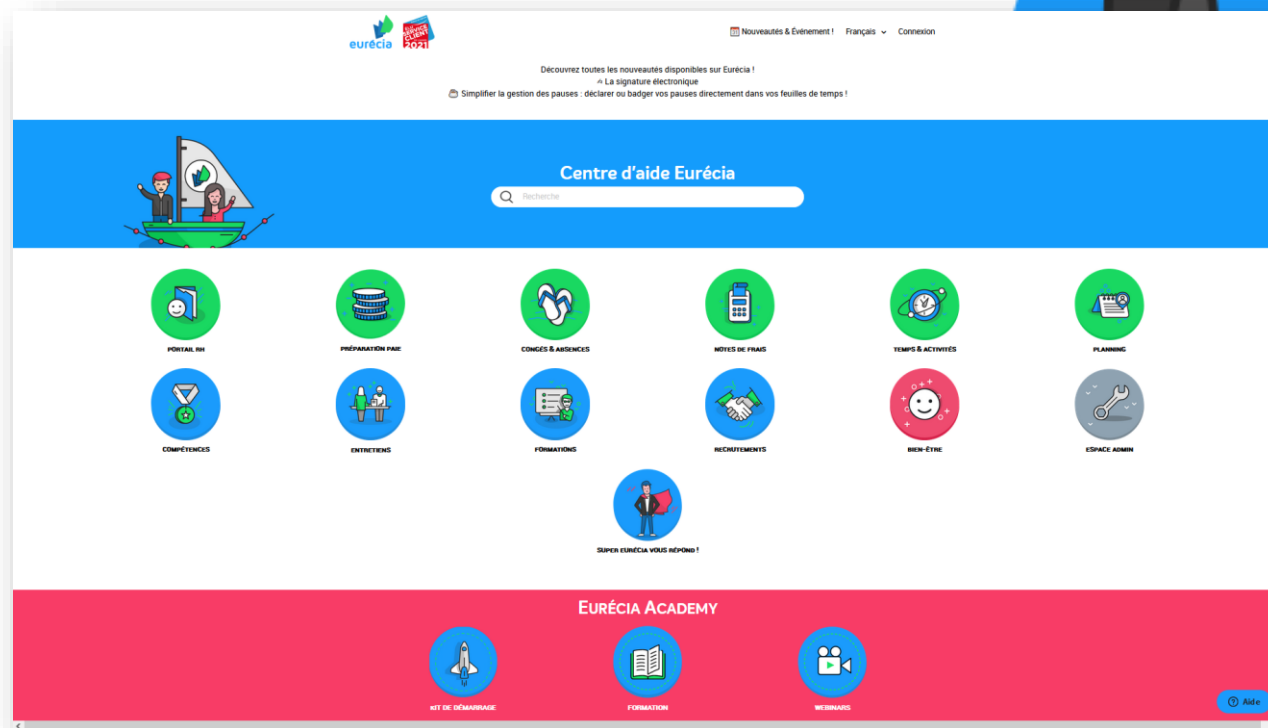 eurécia
ÉLU
SERVICE
CLIENT
2021
Nouveautés & Événement !
Français
Connexion
Découvrez toutes les nouveautés disponibles sur Eurécia !
La signature électronique
Simplifier la gestion des pauses : déclarer ou badger vos pauses directement dans vos feuilles de temps !
Centre d'aide Eurécia
Recherche
PORTAIL RH
PRÉPARATION PAIE
CONGÉS & ABSENCES
NOTES DE FRAIS
TEMPS & ACTIVITÉS
PLANNING
COMPÉTENCES
ENTRETIENS
FORMATIONS
RECRUTEMENTS
BIEN-ÊTRE
ESPACE ADMIN
SUPER EURÉCIA VOUS RÉPOND !
EURÉCIA ACADEMY
KIT DE DÉMARRAGE
FORMATION
WEBINARS
Aide